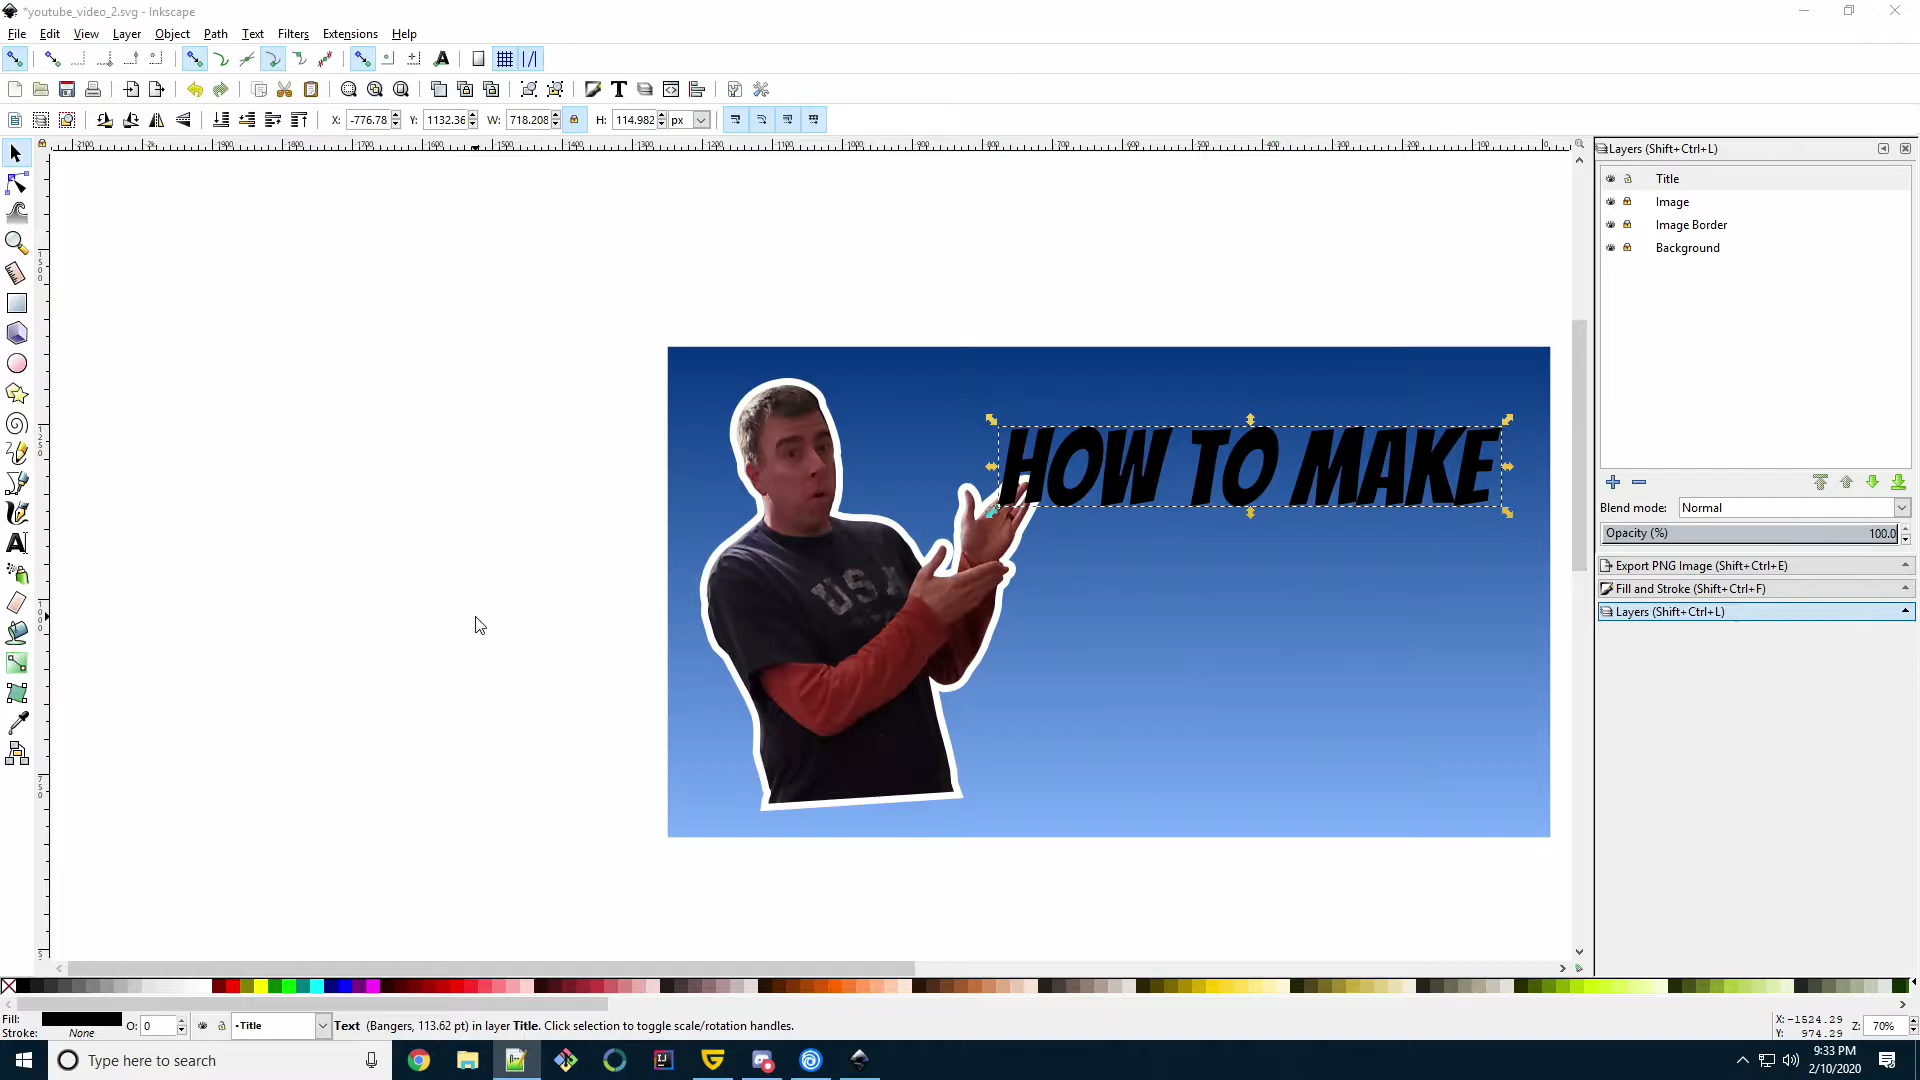 *youtube_video_2.svg - Inkscape
File Edit View Layer Object Path Text Filters Extensions Help
X: -776.78 Y: 1132.36 W: 718.208 H: 114.982 px
Layers (Shift+Ctrl+L)
Title
Image
Image Border
Background
HOW TO MAKE
USA
Blend mode: Normal
Opacity (%) 100.0
Export PNG Image (Shift+Ctrl+E)
Fill and Stroke (Shift+Ctrl+F)
Layers (Shift+Ctrl+L)
Fill:
Stroke: None
O: 0
•Title
Text (Bangers, 113.62 pt) in layer Title. Click selection to toggle scale/rotation handles.
X: -1524.29
Y: 974.29
Z: 70%
Type here to search
9:33 PM
2/10/2020